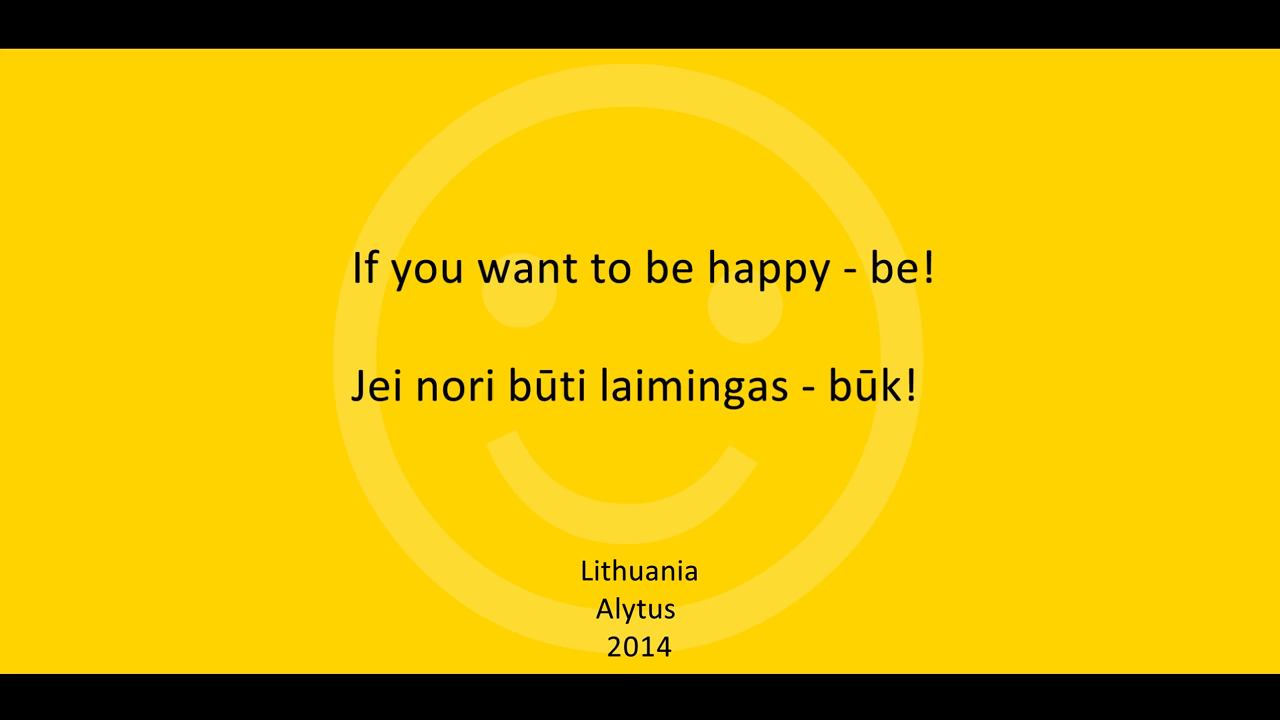 If you want to be happy - be!
Jei nori būti laimingas - būk!
Lithuania
Alytus
2014